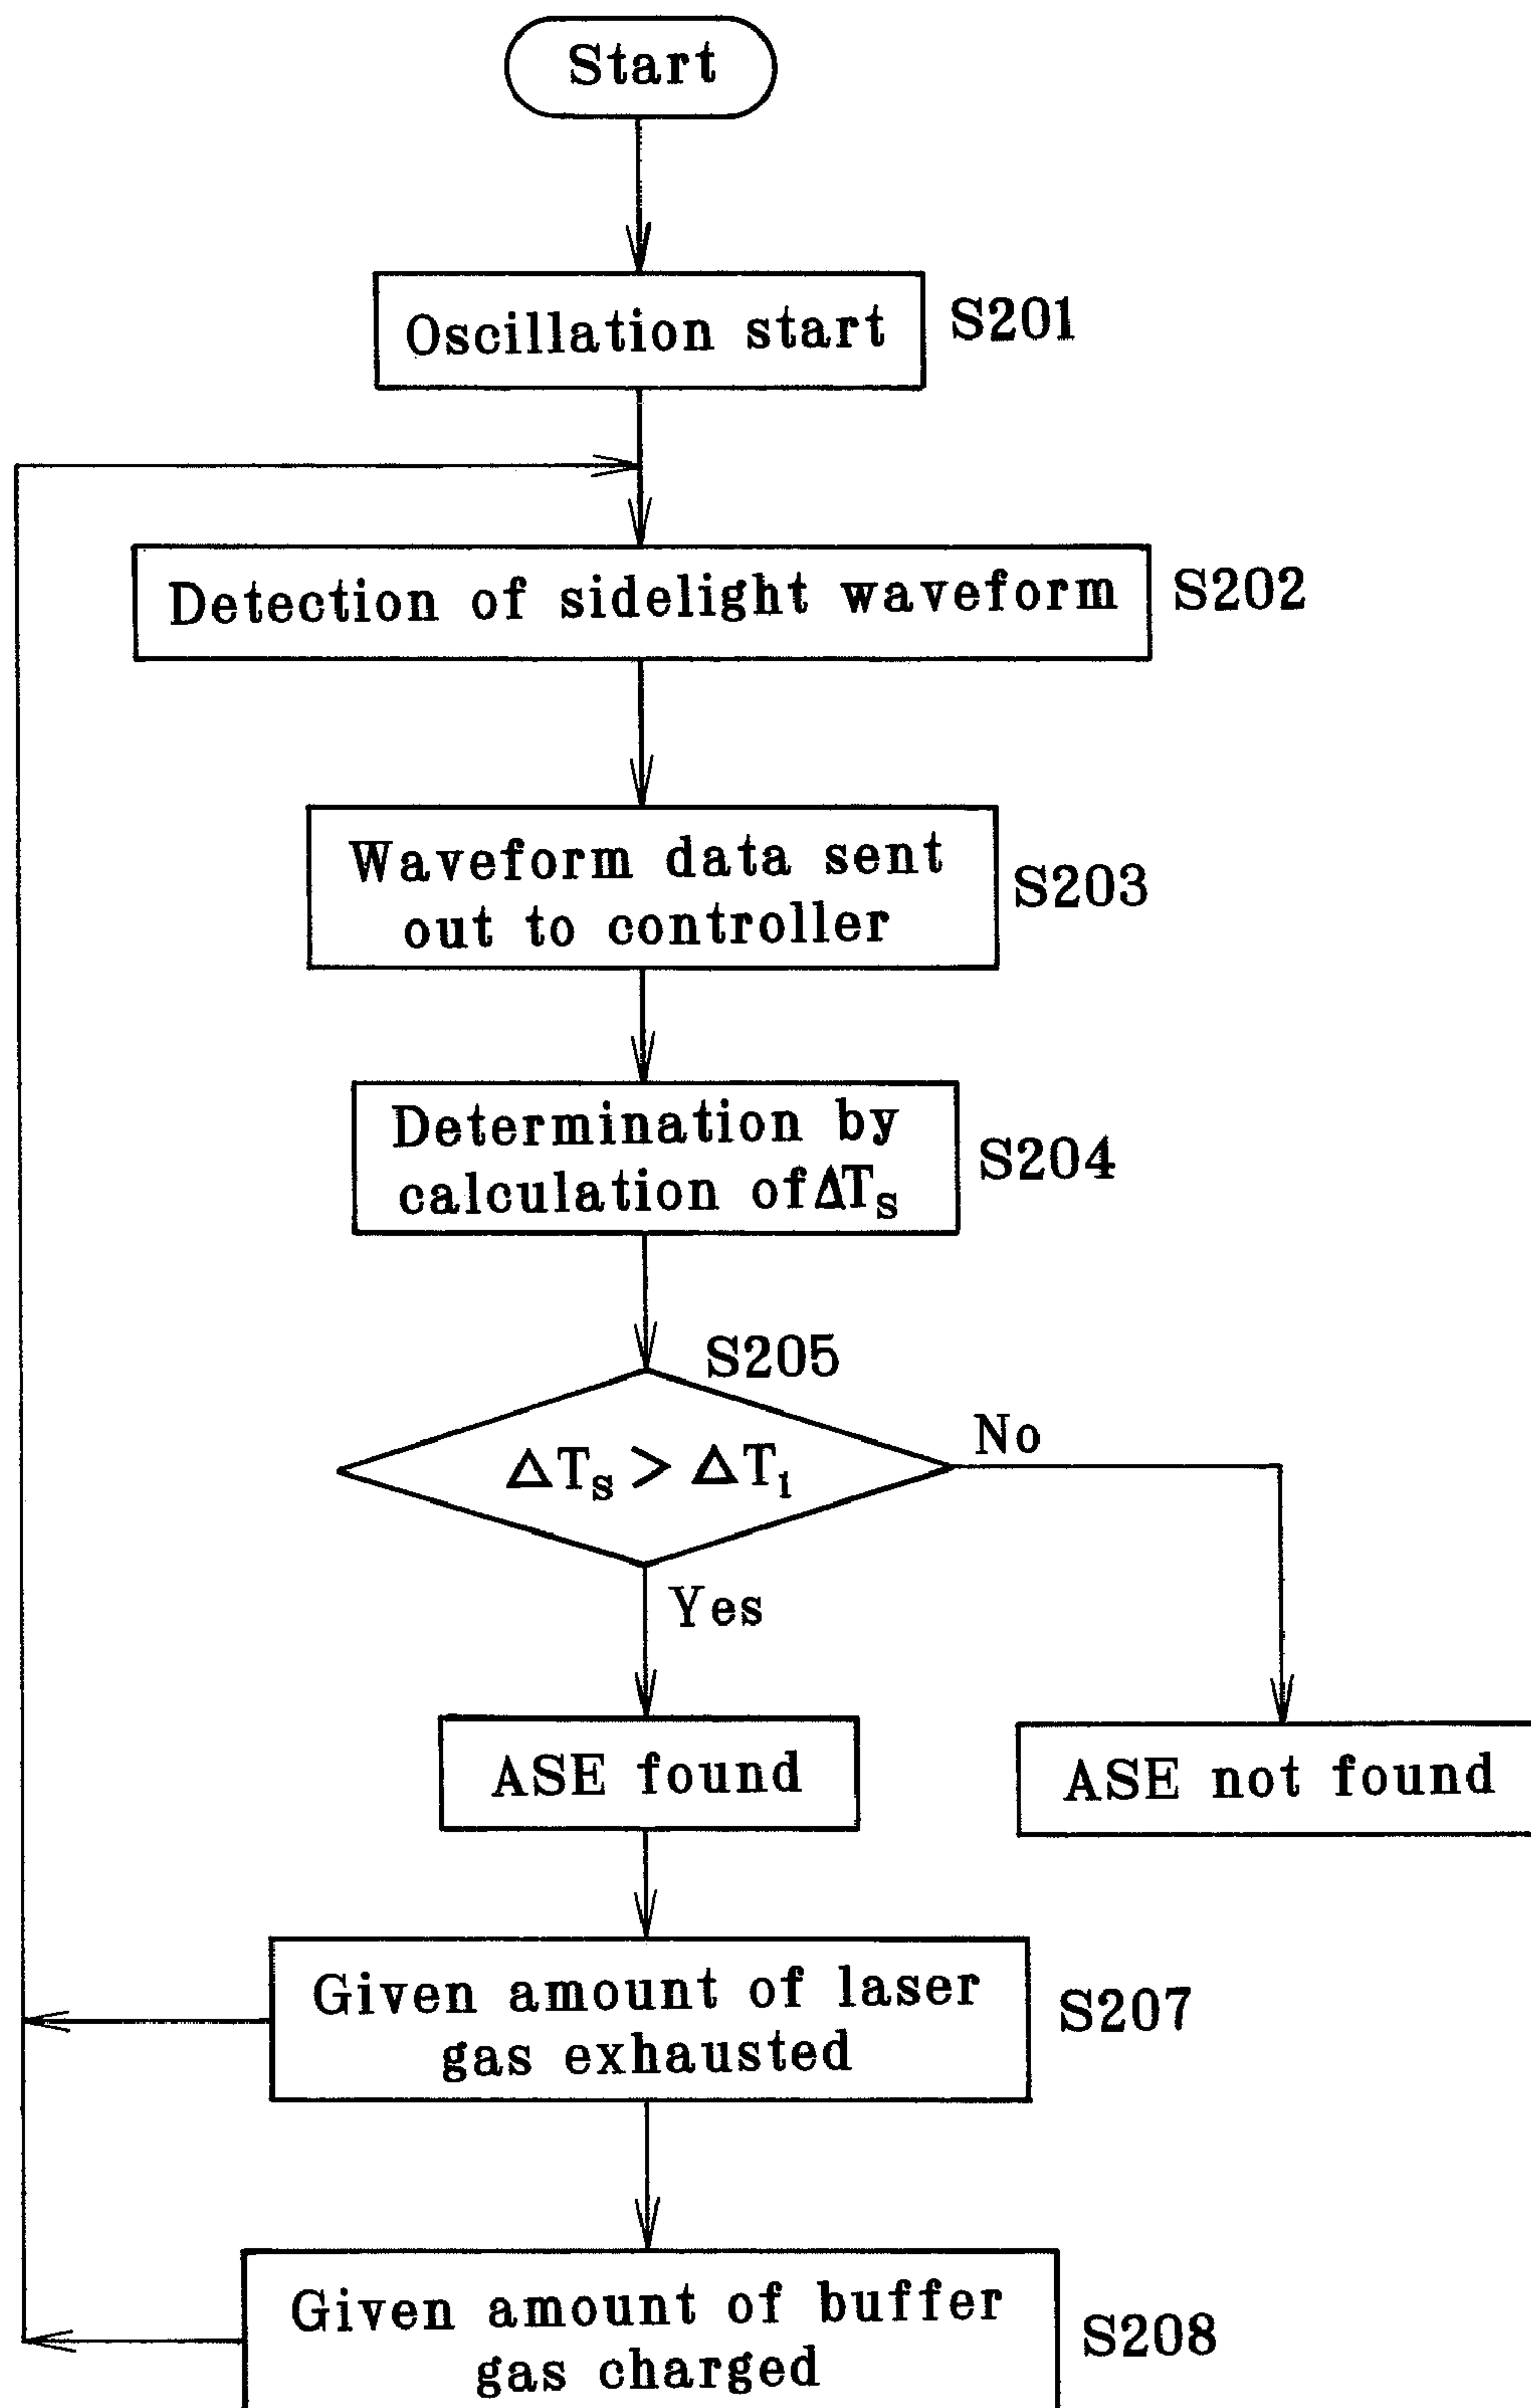 Start
Oscillation start
S201
Detection of sidelight waveform
S202
Waveform data sent
out to controller
S203
Determination by
calculation of ΔTs
S204
S205
ΔTs > ΔT1
No
Yes
ASE found
ASE not found
Given amount of laser
gas exhausted
S207
Given amount of buffer
gas charged
S208